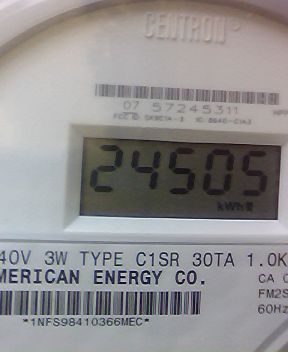 CENTRON
07 57245311
24505
kWh
40V 3W TYPE C1SR 30TA 1.0K
MERICAN ENERGY CO.
CA
FM2S
60Hz
*1NFS98410366MEC*